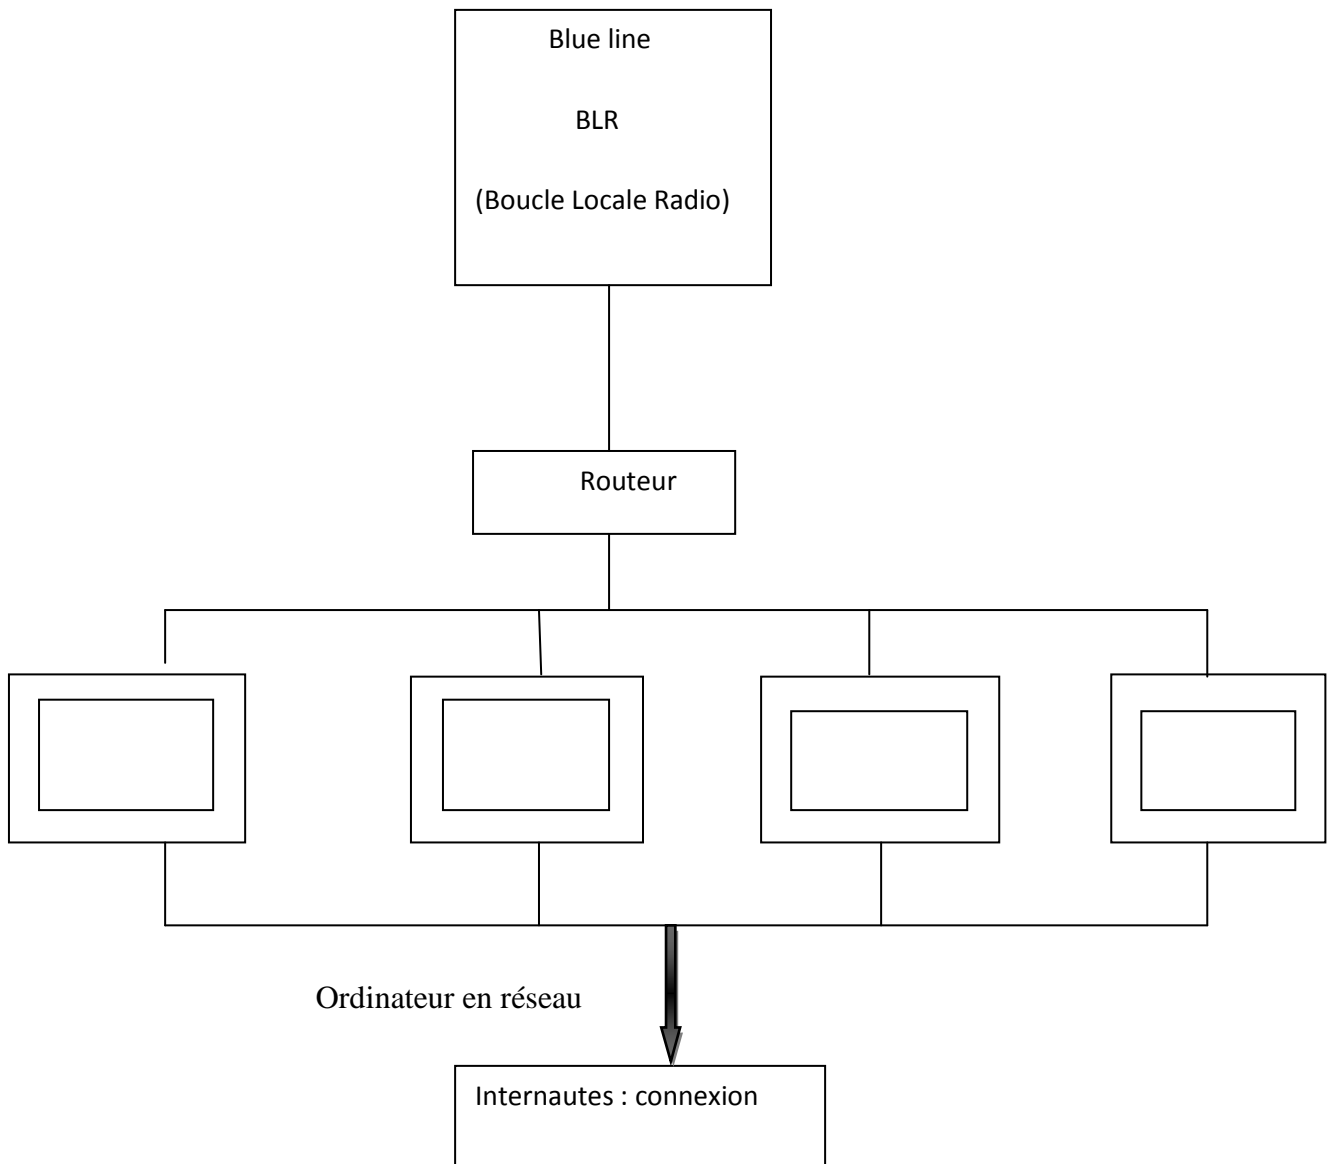 Blue line
BLR
(Boucle Locale Radio)
Routeur
Ordinateur en réseau
Internautes : connexion